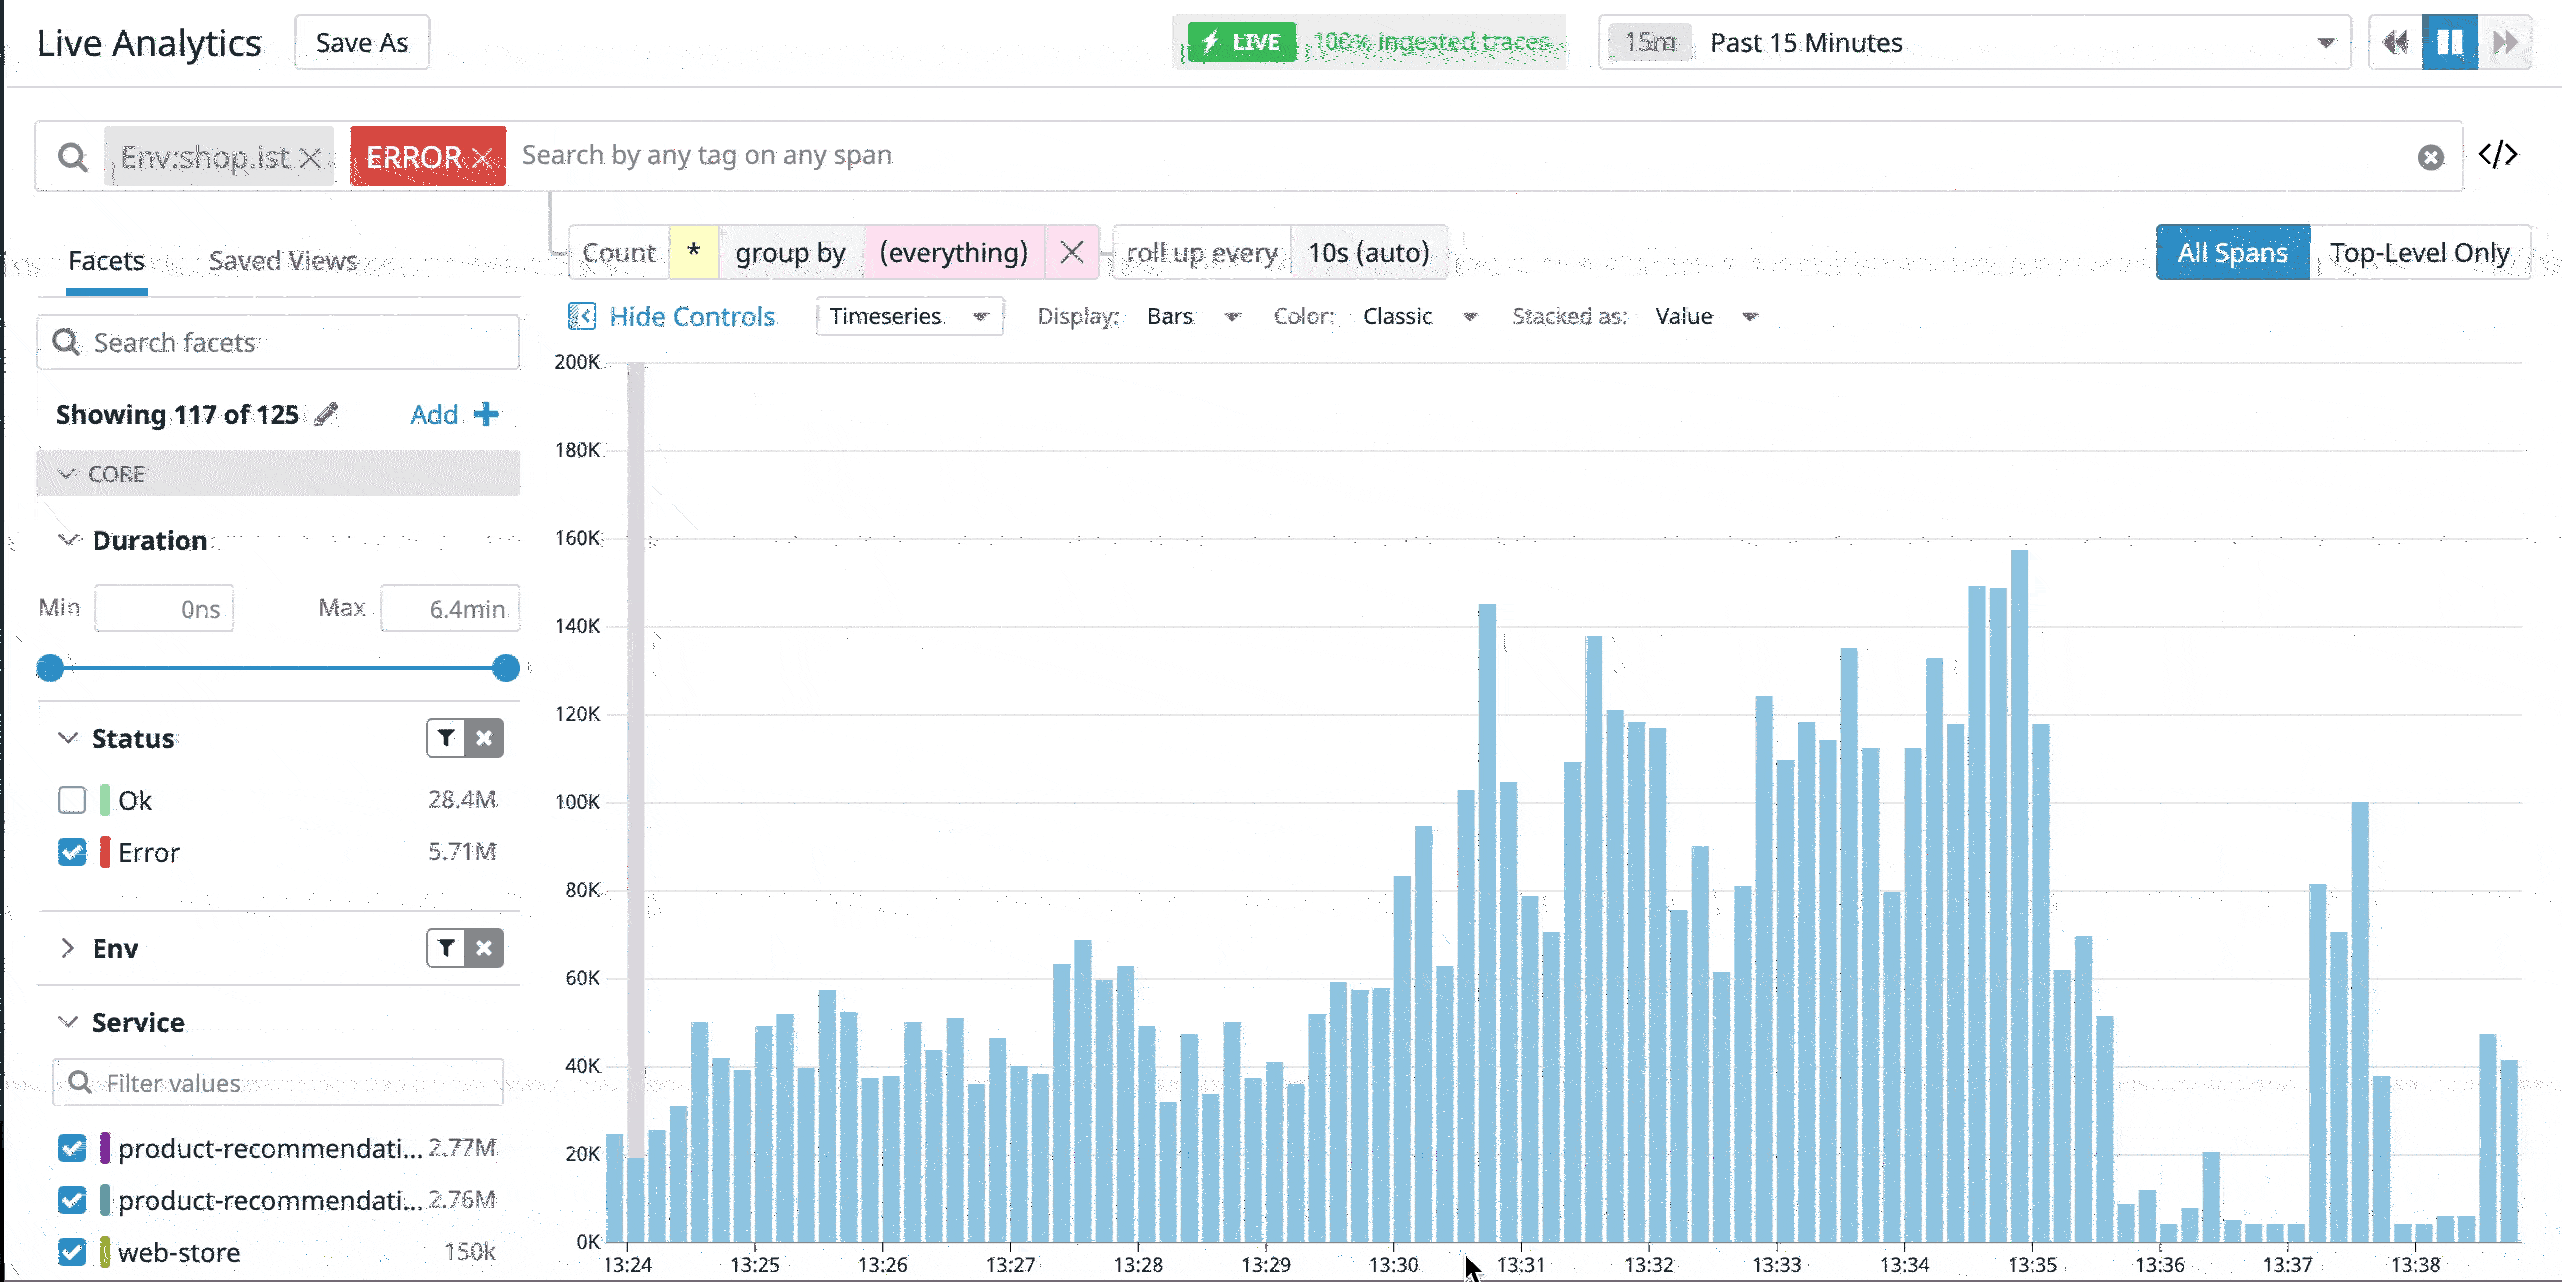 Live Analytics Save As LIVE 100% ingested traces 15m Past 15 Minutes
Env:shop.ist ERROR Search by any tag on any span </>
Count * group by (everything) roll up every 10s (auto) All Spans Top-Level Only
Facets Saved Views
Hide Controls Timeseries Display: Bars Color: Classic Stacked as: Value
Search facets
Showing 117 of 125 Add
CORE
Duration
Min 0ns Max 6.4min
Status
Ok 28.4M
Error 5.71M
Env
Service
Filter values
product-recommendati... 2.77M
product-recommendati... 2.76M
web-store 150k
200K
180K
160K
140K
120K
100K
80K
60K
40K
20K
0K
13:24 13:25 13:26 13:27 13:28 13:29 13:30 13:31 13:32 13:33 13:34 13:35 13:36 13:37 13:38